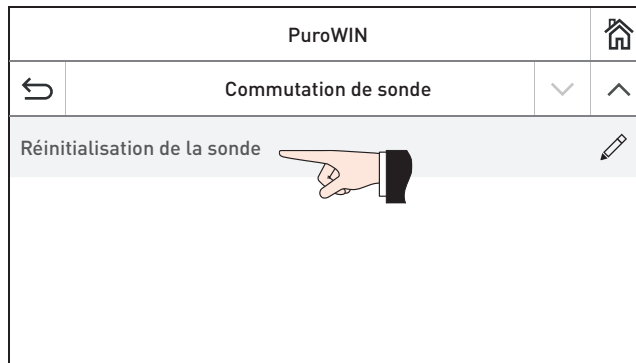 PuroWIN
Commutation de sonde
Réinitialisation de la sonde